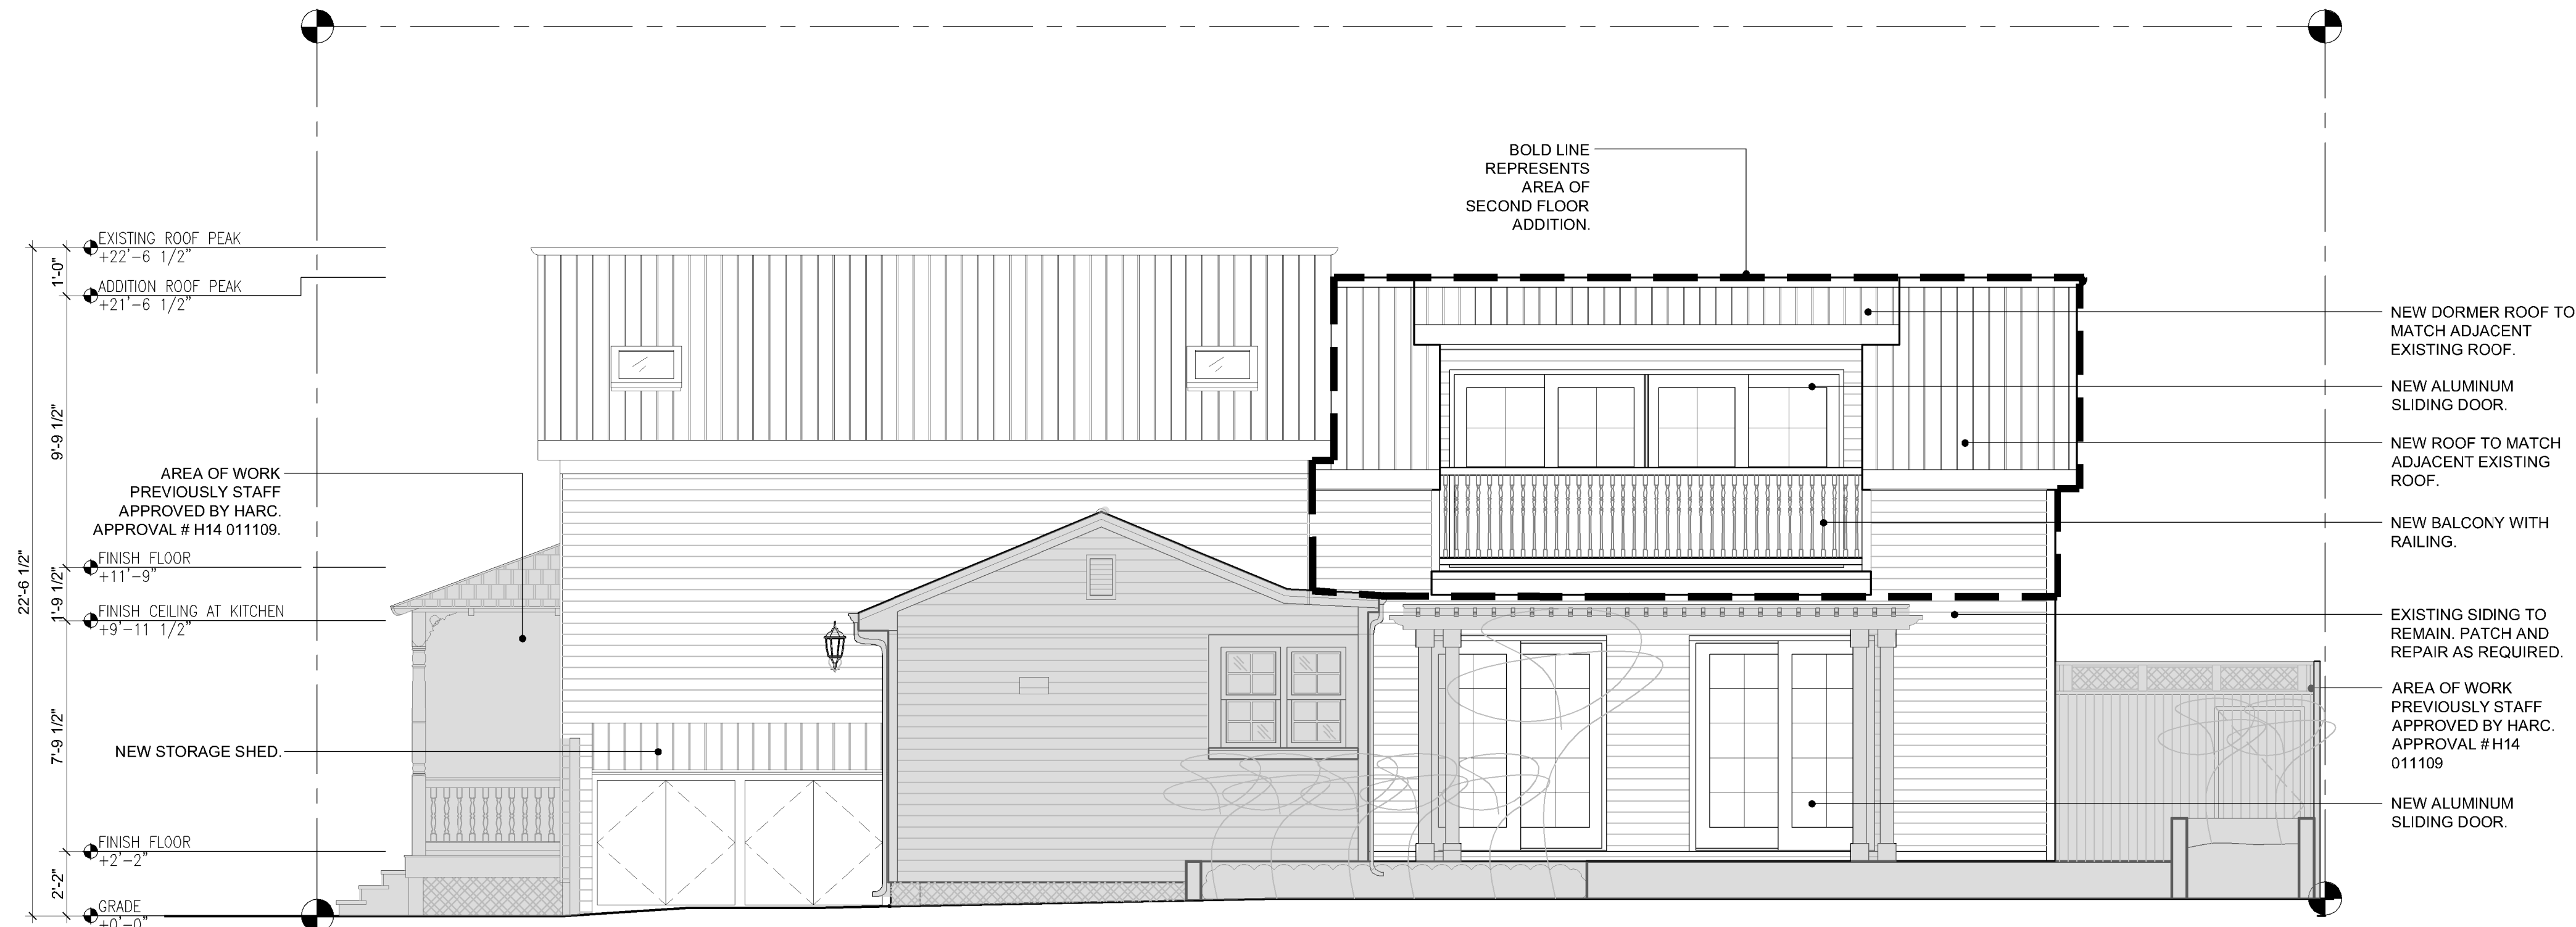 BOLD LINE
REPRESENTS
AREA OF
SECOND FLOOR
ADDITION.
EXISTING ROOF PEAK
+22'-6 1/2"
1'-0"
ADDITION ROOF PEAK
+21'-6 1/2"
NEW DORMER ROOF TO
MATCH ADJACENT
EXISTING ROOF.
NEW ALUMINUM
SLIDING DOOR.
9'-9 1/2"
NEW ROOF TO MATCH
ADJACENT EXISTING
ROOF.
AREA OF WORK
PREVIOUSLY STAFF
APPROVED BY HARC.
APPROVAL # H14 011109.
NEW BALCONY WITH
RAILING.
22'-6 1/2"
FINISH FLOOR
+11'-9"
1'-9 1/2"
FINISH CEILING AT KITCHEN
+9'-11 1/2"
EXISTING SIDING TO
REMAIN. PATCH AND
REPAIR AS REQUIRED.
AREA OF WORK
PREVIOUSLY STAFF
APPROVED BY HARC.
APPROVAL # H14
011109
7'-9 1/2"
NEW STORAGE SHED.
NEW ALUMINUM
SLIDING DOOR.
FINISH FLOOR
+2'-2"
2'-2"
GRADE
+0'-0"